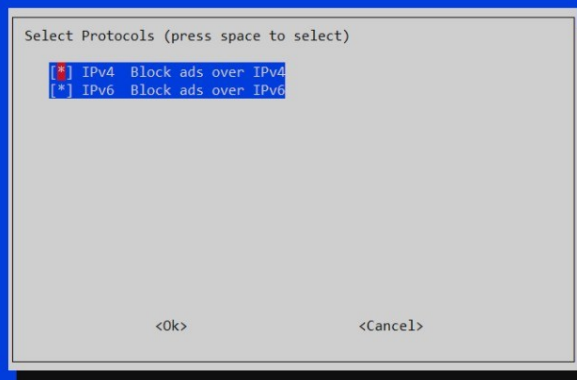 Select Protocols (press space to select)
[*] IPv4  Block ads over IPv4
[*] IPv6  Block ads over IPv6
<Ok>  <Cancel>